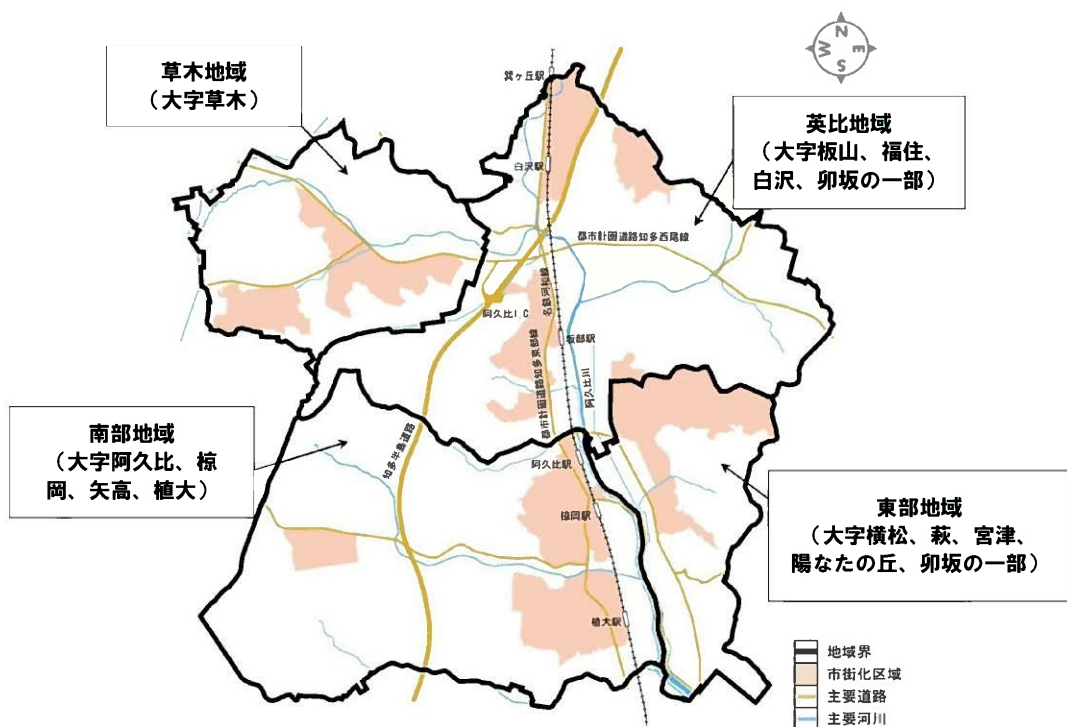 草木地域
（大字草木）
N
W
E
S
英比地域
（大字板山、福住、
白沢、卯坂の一部）
巽ヶ丘駅
白沢駅
都市計画道路知多西尾線
名鉄河和線
阿久比I.C
坂部駅
都市計画道路知多東部線
阿久比川
知多半島道路
南部地域
（大字阿久比、椋
岡、矢高、植大）
阿久比駅
椋岡駅
植大駅
東部地域
（大字横松、萩、宮津、
陽なたの丘、卯坂の一部）
地域界
市街化区域
主要道路
主要河川